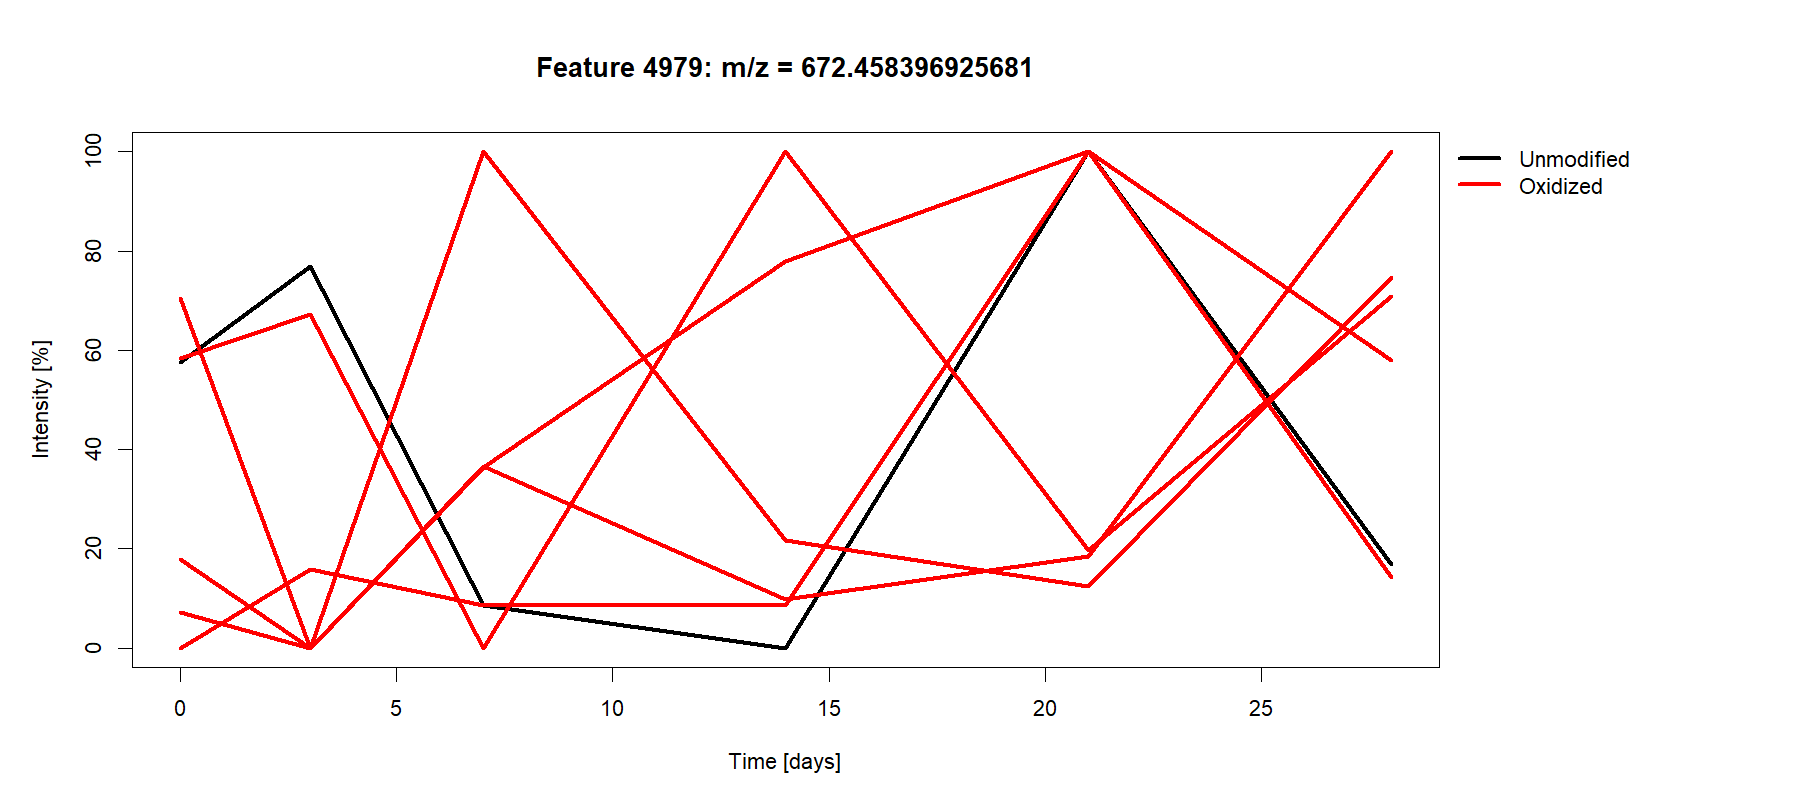 Feature 4979: m/z = 672.458396925681
Unmodified
Oxidized
Intensity [%]
100
80
60
40
20
0
0 5 10 15 20 25
Time [days]